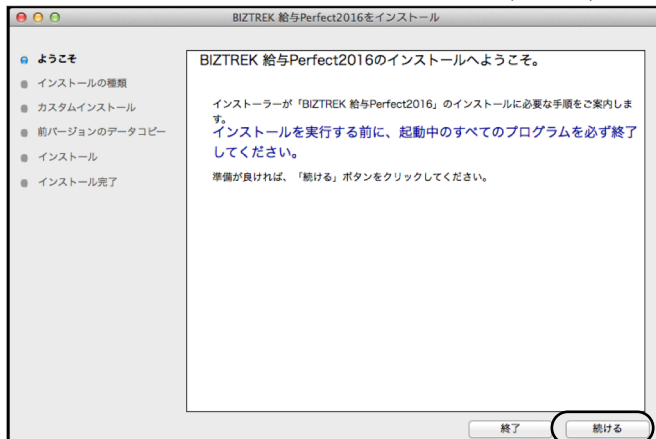 BIZTREK 給与Perfect2016をインストール
ようこそ
インストールの種類
カスタムインストール
前バージョンのデータコピー
インストール
インストール完了
BIZTREK 給与Perfect2016のインストールへようこそ。
インストーラーが「BIZTREK 給与Perfect2016」のインストールに必要な手順をご案内しま
す。
インストールを実行する前に、起動中のすべてのプログラムを必ず終了
してください。
準備が良ければ、「続ける」ボタンをクリックしてください。
終了
続ける